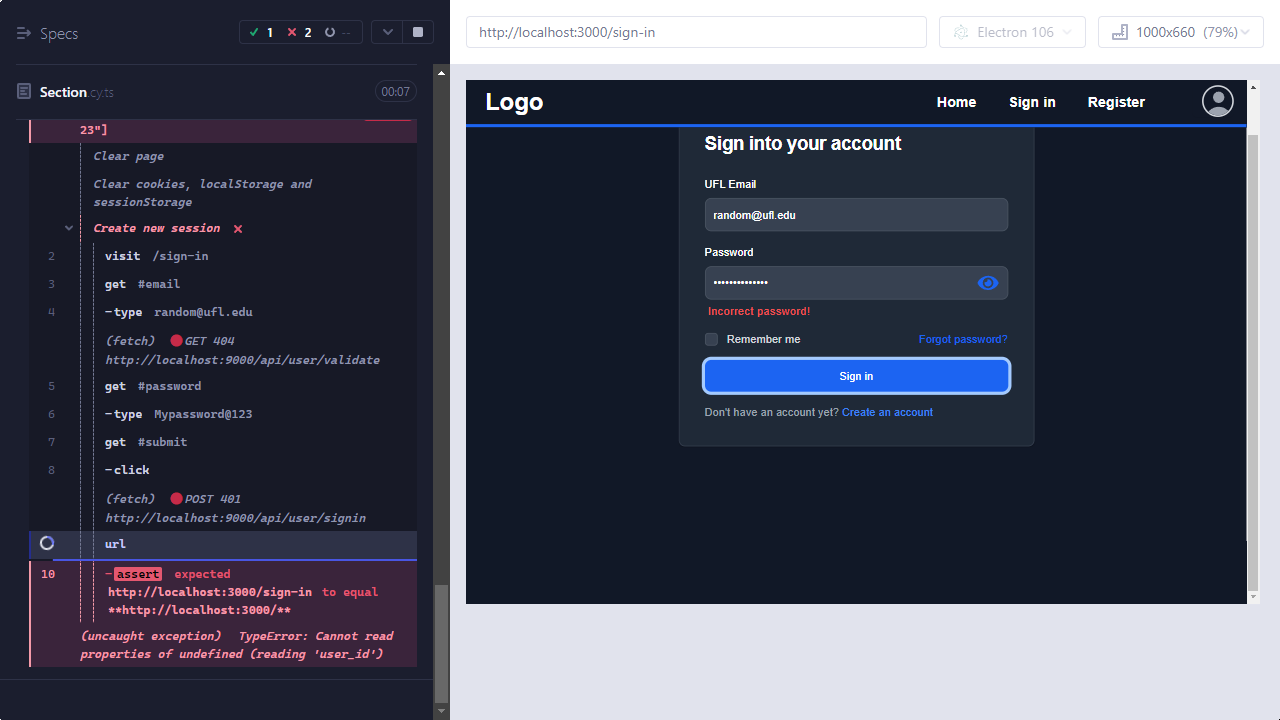 Specs
1
2
--
Section.cy.ts
00:07
23"]
Clear page
Clear cookies, localStorage and
sessionStorage
Create new session
2 visit /sign-in
3 get #email
4 -type random@ufl.edu
(fetch) GET 404
http://localhost:9000/api/user/validate
5 get #password
6 -type Mypassword@123
7 get #submit
8 -click
(fetch) POST 401
http://localhost:9000/api/user/signin
url
10 -assert expected
http://localhost:3000/sign-in to equal
**http://localhost:3000/**
(uncaught exception) TypeError: Cannot read
properties of undefined (reading 'user_id')
http://localhost:3000/sign-in
Electron 106
1000x660 (79%)
Logo
Home
Sign in
Register
Sign into your account
UFL Email
random@ufl.edu
Password
••••••••••••••
Incorrect password!
Remember me
Forgot password?
Sign in
Don't have an account yet? Create an account